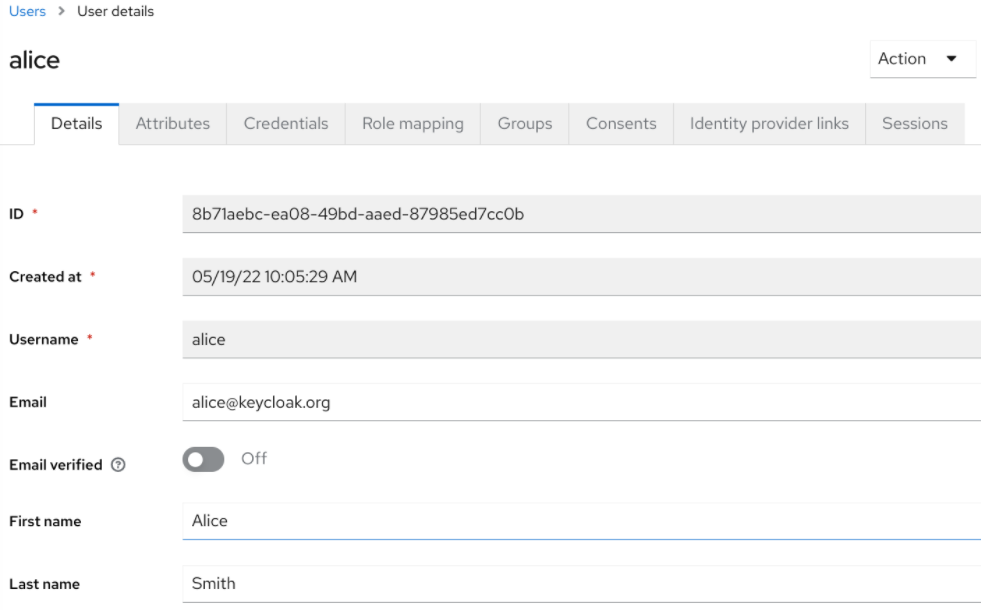 Users > User details
alice
Action
Details Attributes Credentials Role mapping Groups Consents Identity provider links Sessions
ID * 8b71aebc-ea08-49bd-aaed-87985ed7cc0b
Created at * 05/19/22 10:05:29 AM
Username * alice
Email alice@keycloak.org
Email verified ? Off
First name Alice
Last name Smith